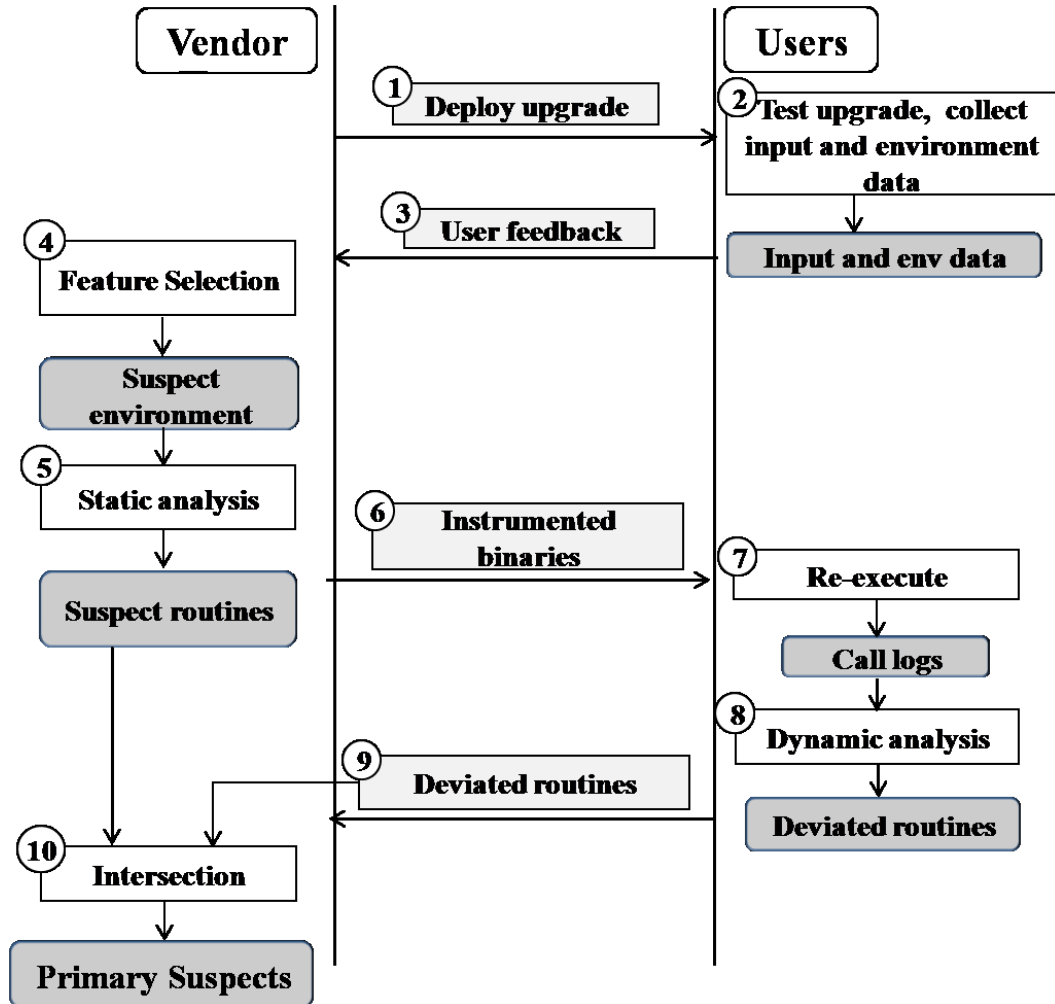 Vendor
Users
1
Deploy upgrade
2
Test upgrade, collect
input and environment
data
3
User feedback
Input and env data
4
Feature Selection
Suspect
environment
5
Static analysis
6
Instrumented
binaries
7
Re-execute
Suspect routines
Call logs
8
Dynamic analysis
9
Deviated routines
Deviated routines
10
Intersection
Primary Suspects